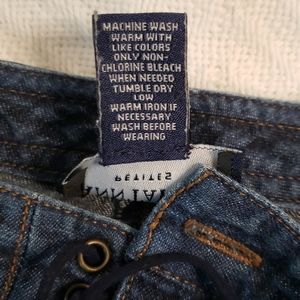 MACHINE WASH
WARM WITH
LIKE COLORS
ONLY NON-
CHLORINE BLEACH
WHEN NEEDED
TUMBLE DRY
LOW
WARM IRON IF
NECESSARY
WASH BEFORE
WEARING
PETITES